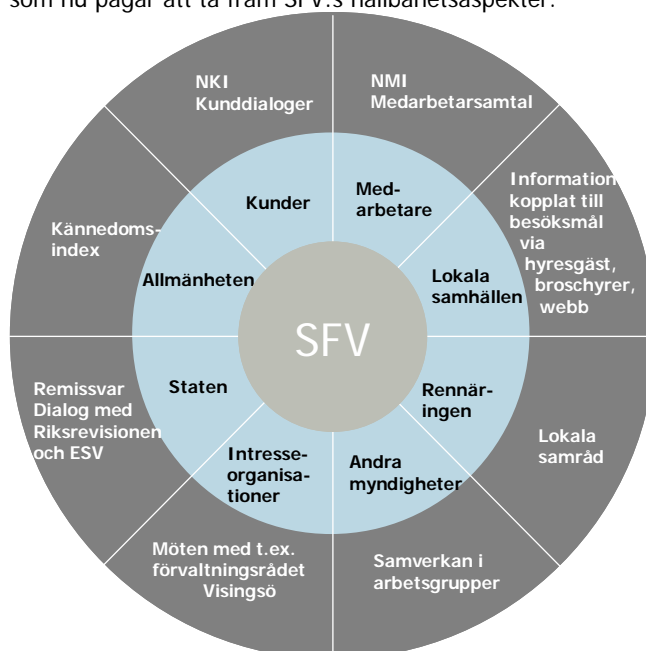 som nu pågår att ta fram SFV:s hållbarhetsaspekter.
NKI
Kunddialoger
NMI
Medarbetarsamtal
Information
kopplat till
besöksmål
via
hyresgäst,
broschyrer,
webb
Lokala
samråd
Samverkan i
arbetsgrupper
Möten med t.ex.
förvaltningsrådet
Visingsö
Remissvar
Dialog med
Riksrevisionen
och ESV
Kännedoms-
index
Kunder
Med-
arbetare
Lokala
samhällen
Rennär-
ingen
Andra
myndigheter
Intresse-
organisa-
tioner
Staten
Allmänheten
SFV